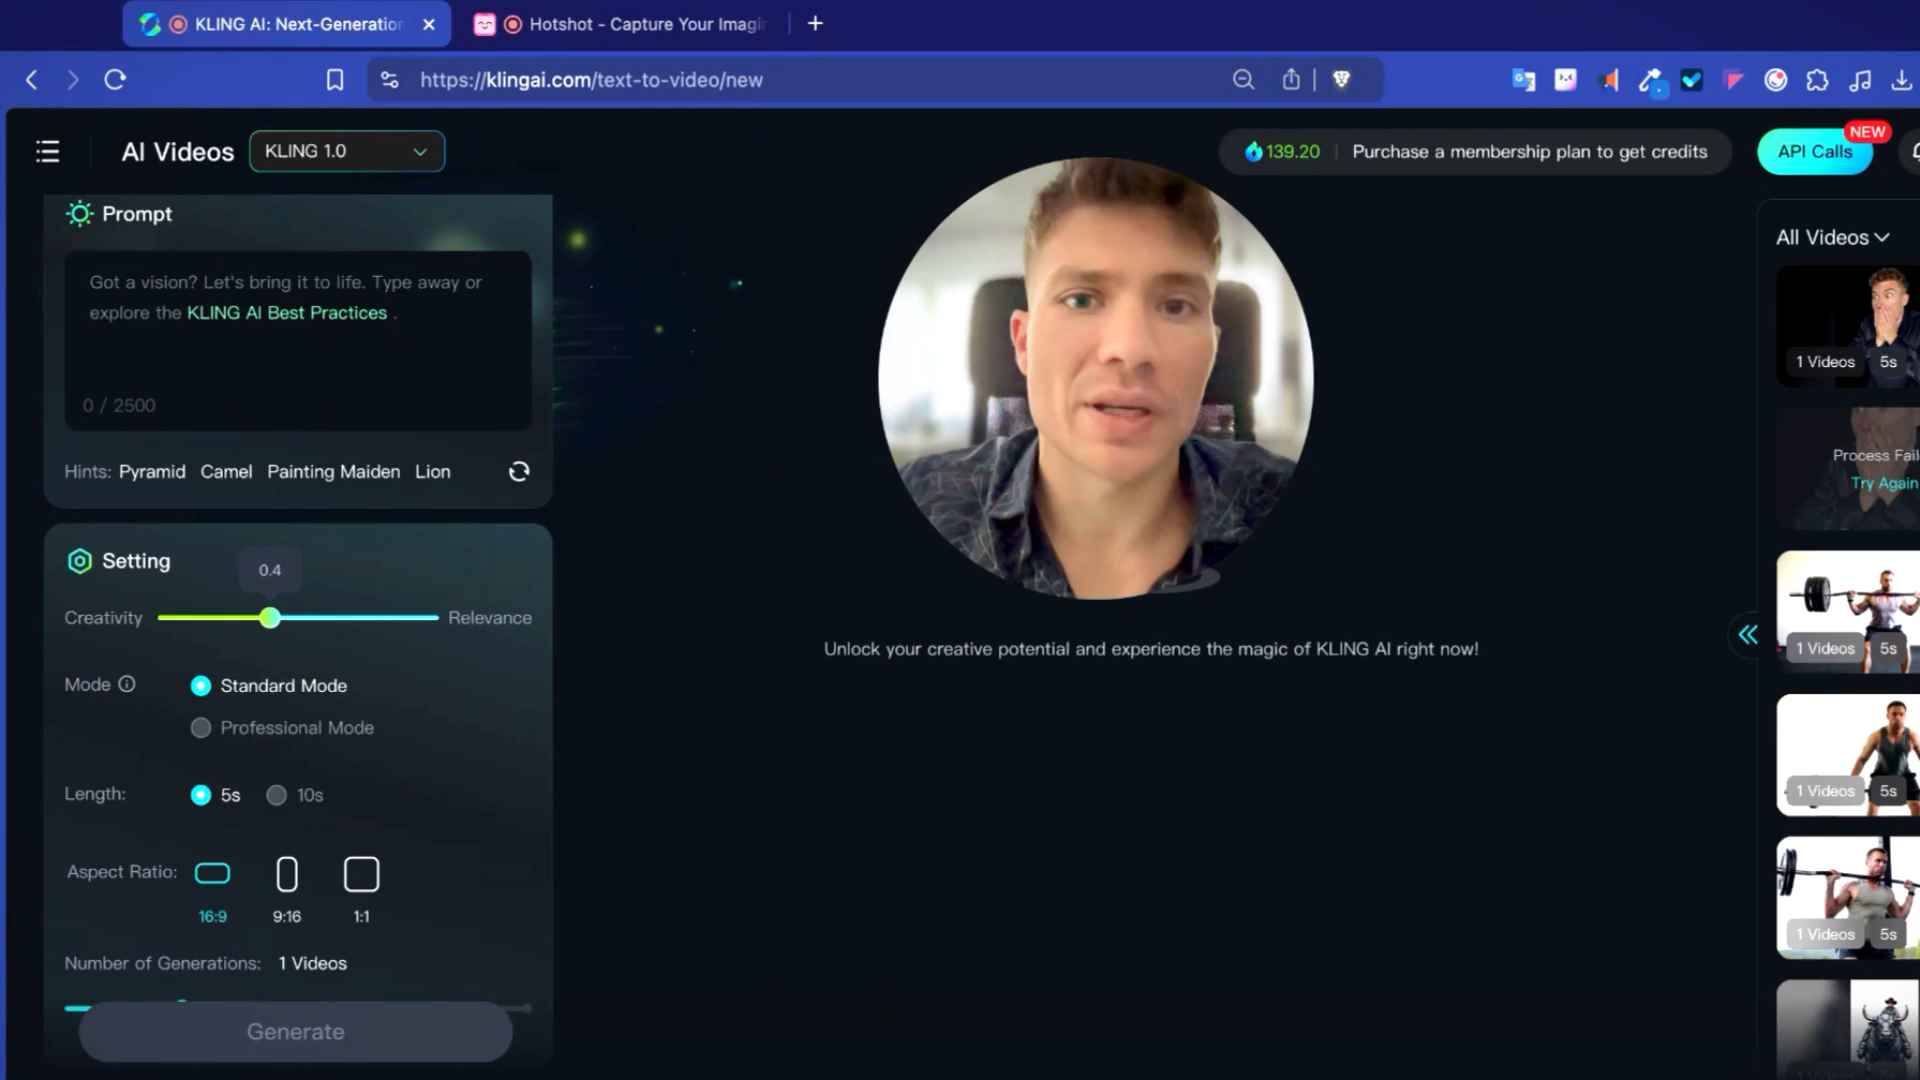 KLING AI: Next-Generation
Hotshot - Capture Your Imagi
https://klingai.com/text-to-video/new
AI Videos
KLING 1.0
139.20
Purchase a membership plan to get credits
API Calls
NEW
Prompt
Got a vision? Let's bring it to life. Type away or
explore the KLING AI Best Practices .
0 / 2500
Hints: Pyramid Camel Painting Maiden Lion
Setting
0.4
Creativity
Relevance
Mode
Standard Mode
Professional Mode
Length:
5s
10s
Aspect Ratio:
16:9
9:16
1:1
Number of Generations: 1 Videos
Generate
Unlock your creative potential and experience the magic of KLING AI right now!
All Videos
1 Videos 5s
Process Faile
Try Again
1 Videos 5s
1 Videos 5s
1 Videos 5s
1 Videos 5s